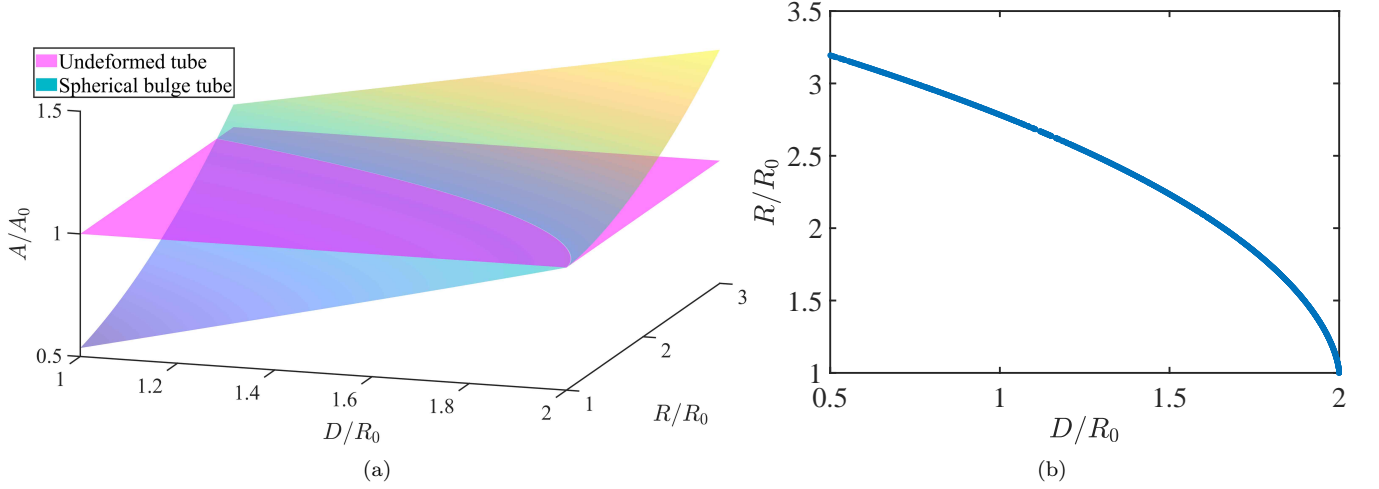 Undeformed tube
Spherical bulge tube
1.5
1
0.5
A/A₀
1
1.2
1.4
1.6
1.8
2
D/R₀
1
2
3
R/R₀
(a)
3.5
3
2.5
2
1.5
1
R/R₀
0.5
1
1.5
2
D/R₀
(b)